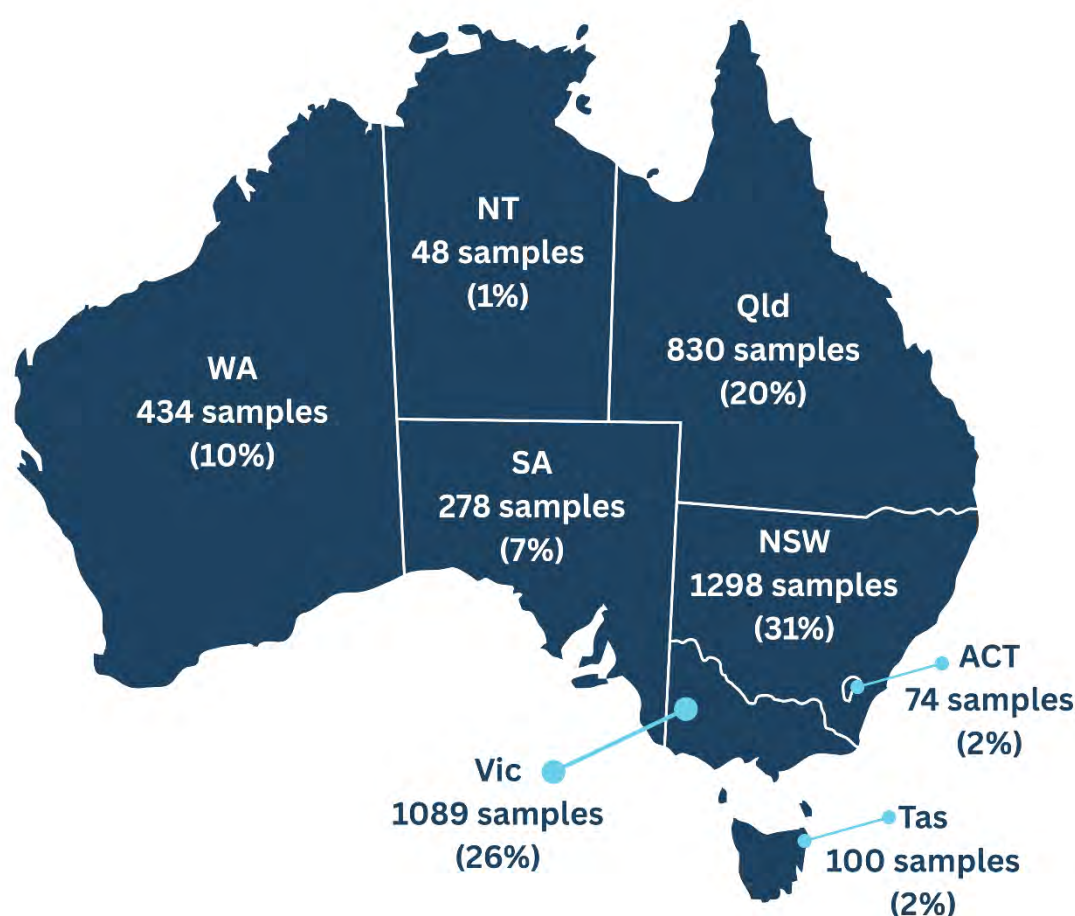 NT
48 samples
(1%)
Qld
830 samples
(20%)
WA
434 samples
(10%)
SA
278 samples
(7%)
NSW
1298 samples
(31%)
ACT
74 samples
(2%)
Vic
1089 samples
(26%)
Tas
100 samples
(2%)